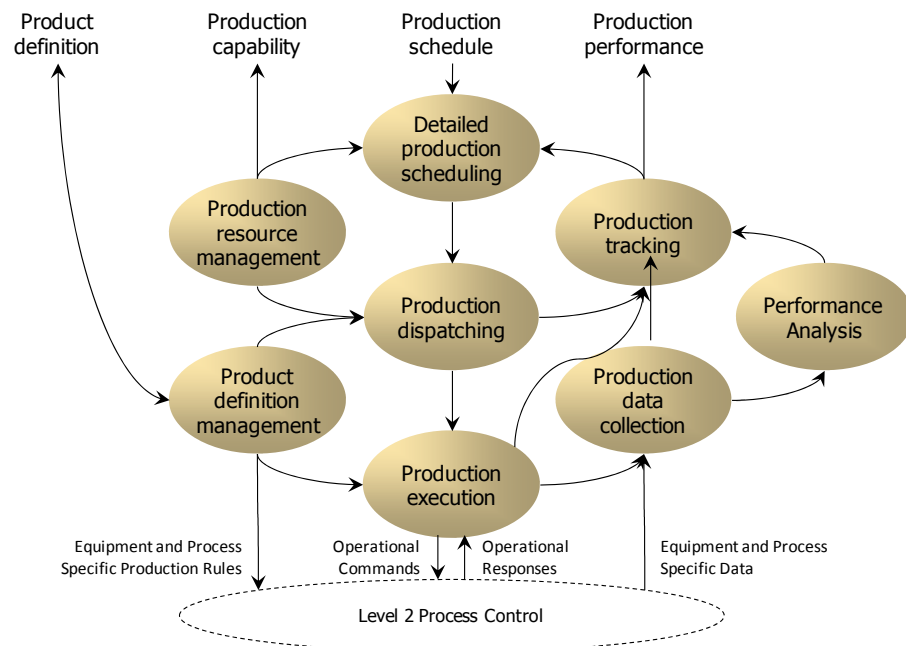 Product
definition
Production
capability
Production
schedule
Production
performance
Detailed
production
scheduling
Production
resource
management
Production
tracking
Production
dispatching
Performance
Analysis
Product
definition
management
Production
data
collection
Production
execution
Equipment and Process
Specific Production Rules
Operational
Commands
Operational
Responses
Equipment and Process
Specific Data
Level 2 Process Control